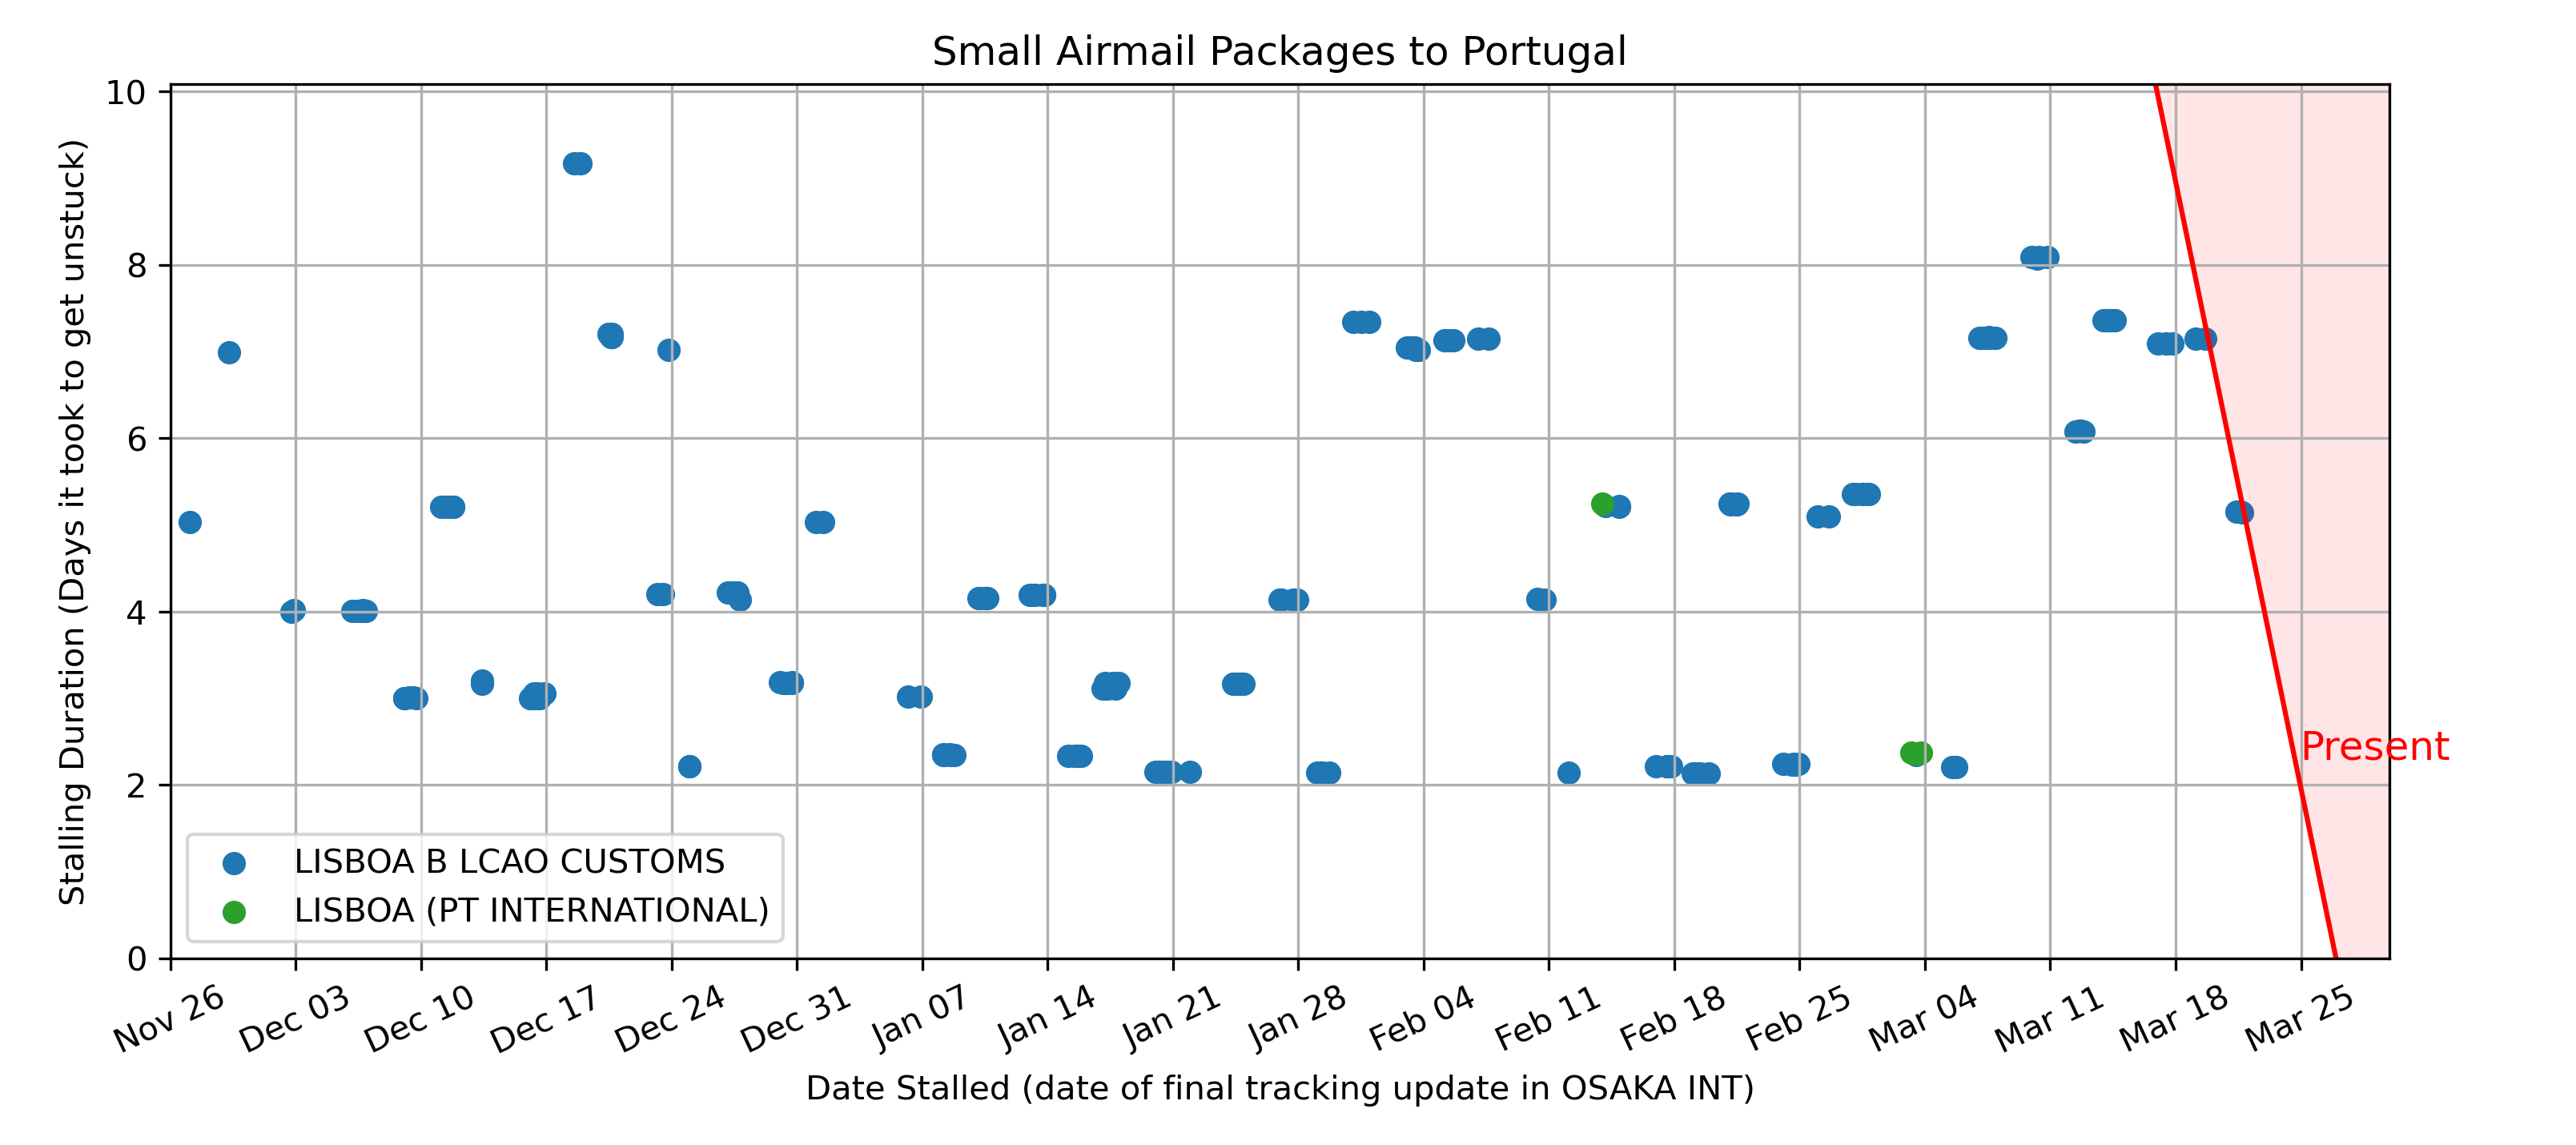 Small Airmail Packages to Portugal
Stalling Duration (Days it took to get unstuck)
10
8
6
4
2
0
Present
LISBOA B LCAO CUSTOMS
LISBOA (PT INTERNATIONAL)
Nov 26
Dec 03
Dec 10
Dec 17
Dec 24
Dec 31
Jan 07
Jan 14
Jan 21
Jan 28
Feb 04
Feb 11
Feb 18
Feb 25
Mar 04
Mar 11
Mar 18
Mar 25
Date Stalled (date of final tracking update in OSAKA INT)